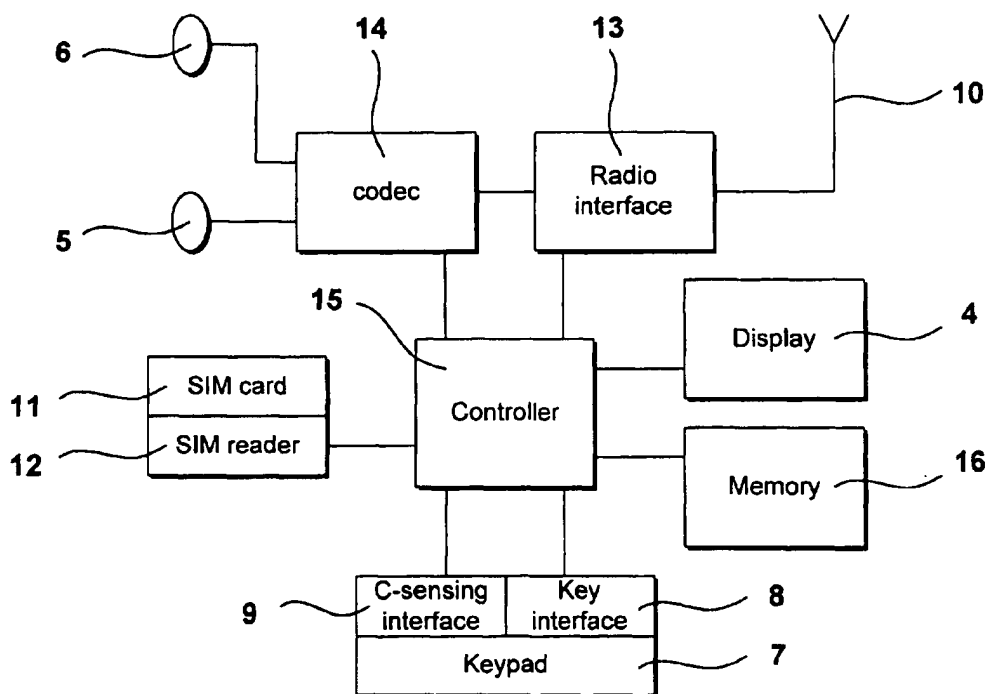 6
14
13
10
codec
Radio
interface
5
15
4
Display
11
SIM card
Controller
12
SIM reader
16
Memory
9
C-sensing
interface
Key
interface
8
Keypad
7